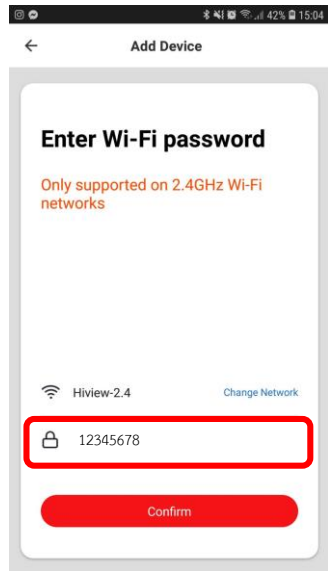 42% 15:04
Add Device
Enter Wi-Fi password
Only supported on 2.4GHz Wi-Fi
networks
Hiview-2.4 Change Network
12345678
Confirm